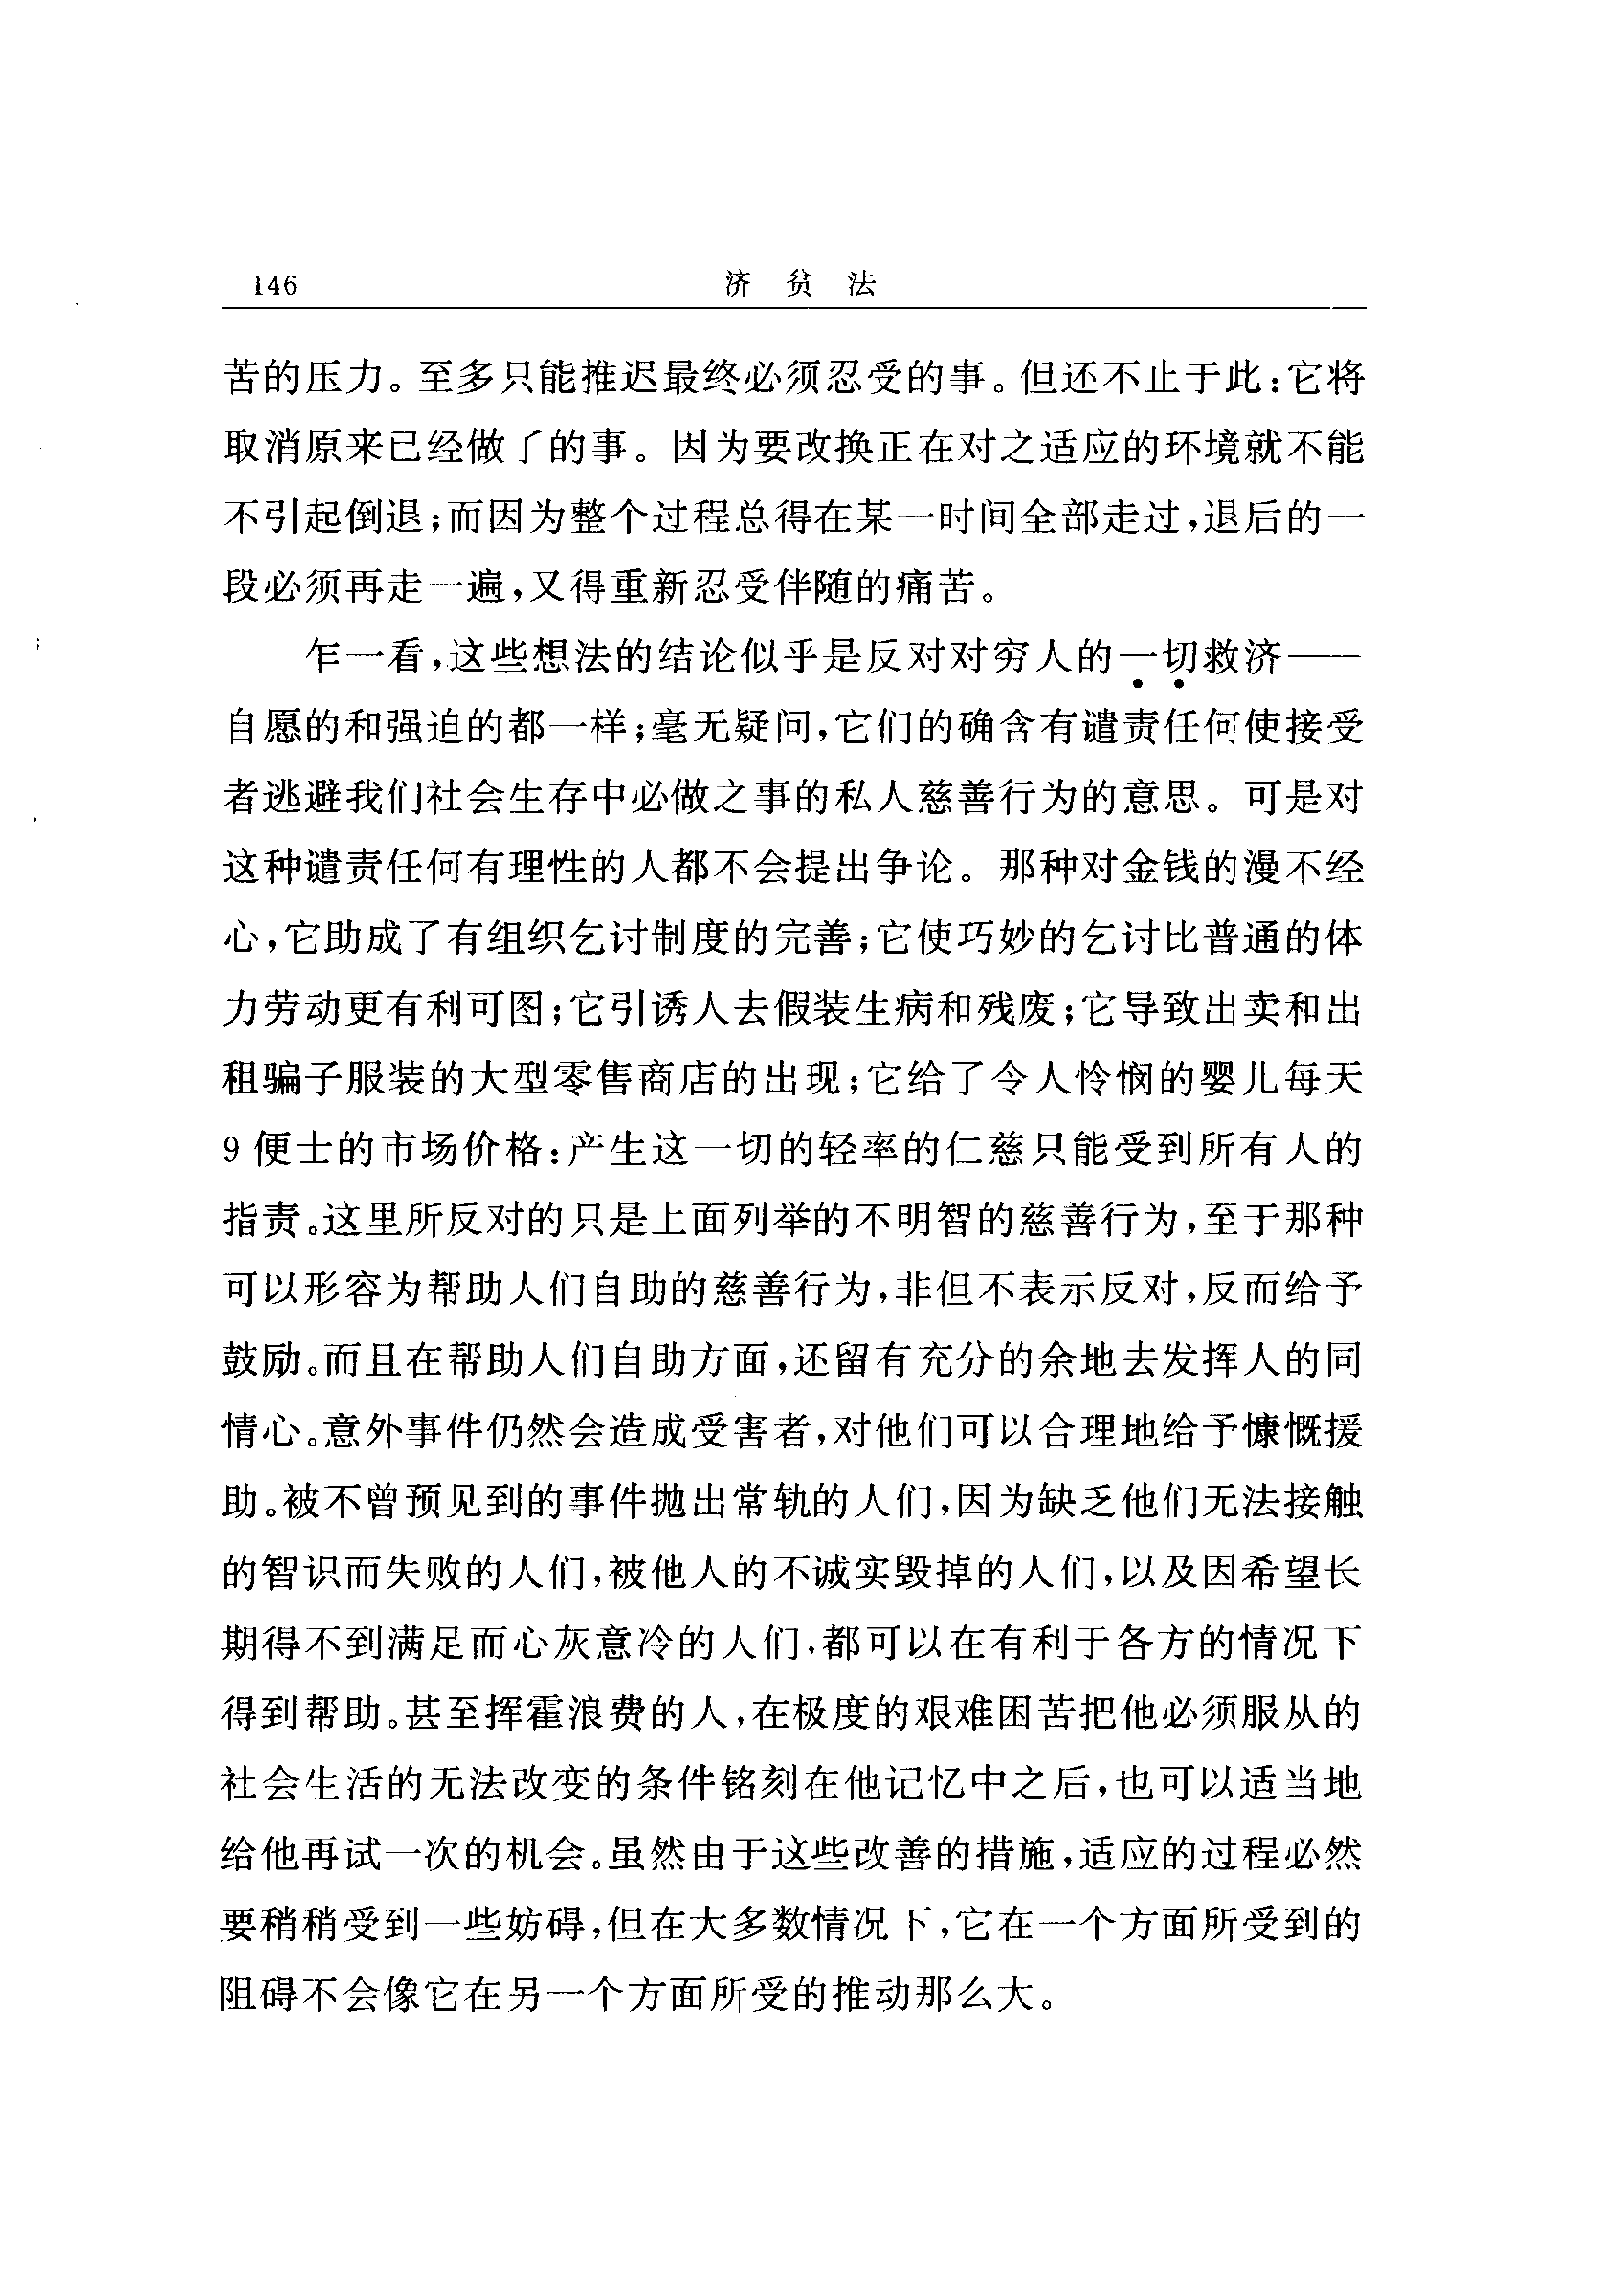 146 济贫法
苦的压力。至多只能推迟最终必须忍受的事。但还不止于此:它将
取消原来已经做了的事。因为要改换正在对之适应的环境就不能
不引起倒退;而因为整个过程总得在某一时间全部走过,退后的一
段必须再走一遍,又得重新忍受伴随的痛苦。
乍一看,这些想法的结论似乎是反对对穷人的一切救济——
自愿的和强迫的都一样;毫无疑问,它们的确含有谴责任何使接受
者逃避我们社会生存中必做之事的私人慈善行为的意思。可是对
这种谴责任何有理性的人都不会提出争论。那种对金钱的漫不经
心,它助成了有组织乞讨制度的完善;它使巧妙的乞讨比普通的体
力劳动更有利可图;它引诱人去假装生病和残废;它导致出卖和出
租骗子服装的大型零售商店的出现;它给了令人怜悯的婴儿每天
9便士的市场价格:产生这一切的轻率的仁慈只能受到所有人的
指责。这里所反对的只是上面列举的不明智的慈善行为,至于那种
可以形容为帮助人们自助的慈善行为,非但不表示反对,反而给予
鼓励。而且在帮助人们自助方面,还留有充分的余地去发挥人的同
情心。意外事件仍然会造成受害者,对他们可以合理地给予慷慨援
助。被不曾预见到的事件抛出常轨的人们,因为缺乏他们无法接触
的智识而失败的人们,被他人的不诚实毁掉的人们,以及因希望长
期得不到满足而心灰意冷的人们,都可以在有利于各方的情况下
得到帮助。甚至挥霍浪费的人,在极度的艰难困苦把他必须服从的
社会生活的无法改变的条件铭刻在他记忆中之后,也可以适当地
给他再试一次的机会。虽然由于这些改善的措施,适应的过程必然
要稍稍受到一些妨碍,但在大多数情况下,它在一个方面所受到的
阻碍不会像它在另一个方面所受的推动那么大。